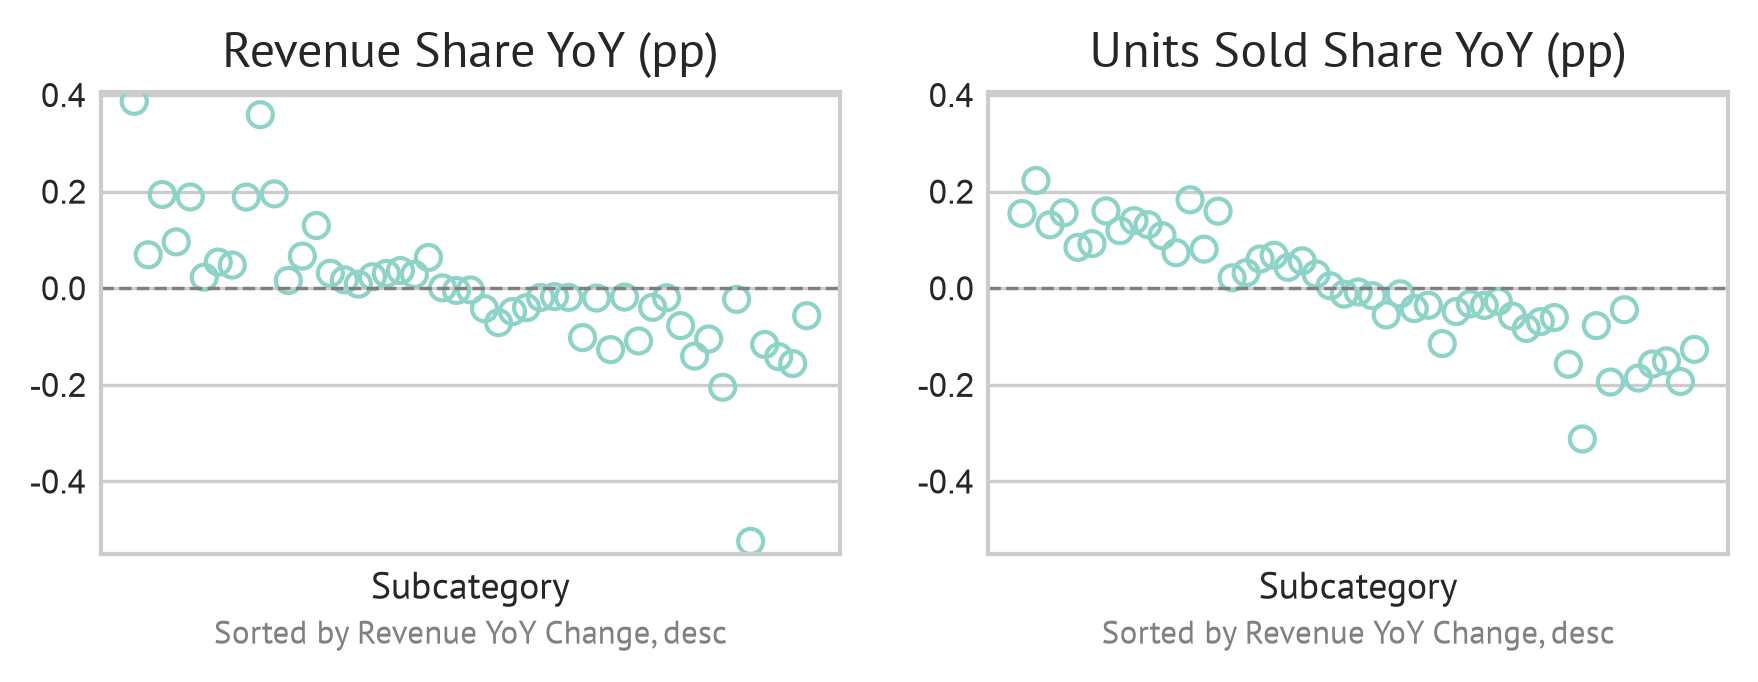 Revenue Share YoY (pp)
0.4
0.2
0.0
-0.2
-0.4
Subcategory
Sorted by Revenue YoY Change, desc
Units Sold Share YoY (pp)
0.4
0.2
0.0
-0.2
-0.4
Subcategory
Sorted by Revenue YoY Change, desc